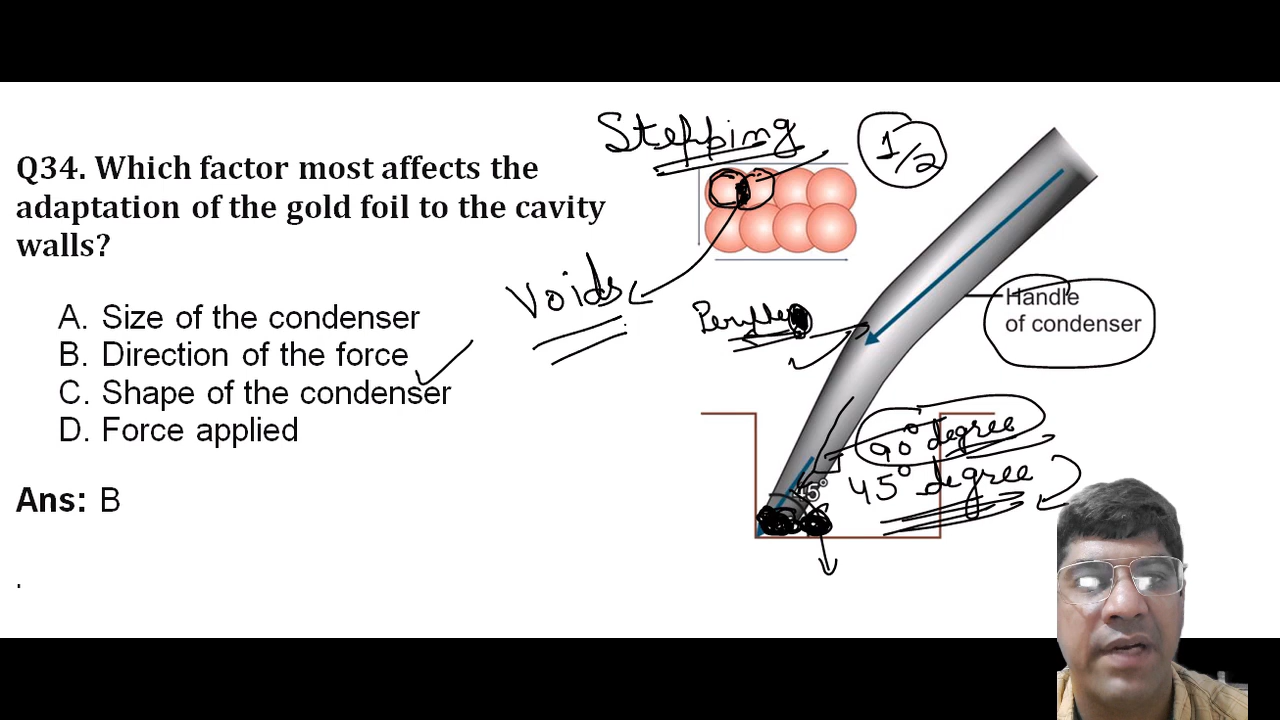 Stepping
1/2
Q34. Which factor most affects the
adaptation of the gold foil to the cavity
walls?
Voids
Handle
of condenser
A. Size of the condenser
B. Direction of the force
C. Shape of the condenser
D. Force applied
90° degree
45° degree
45°
Ans: B
.